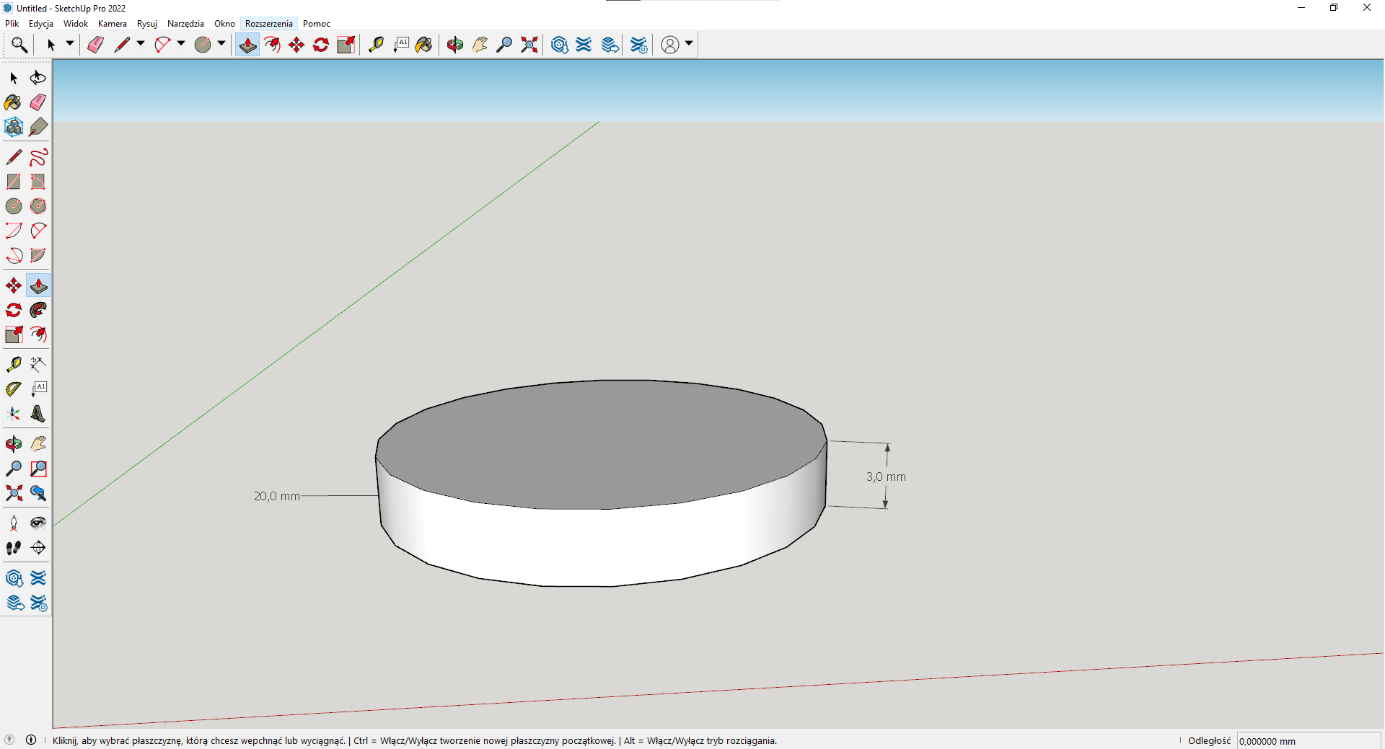 Untitled - SketchUp Pro 2022
Plik Edycja Widok Kamera Rysuj Narzędzia Okno Rozszerzenia Pomoc
A1
A1
20,0 mm
3,0 mm
Kliknij, aby wybrać płaszczyznę, którą chcesz wepchnąć lub wyciągnąć. | Ctrl = Włącz/Wyłącz tworzenie nowej płaszczyzny początkowej. | Alt = Włącz/Wyłącz tryb rozciągania.
Odległość 0,000000 mm